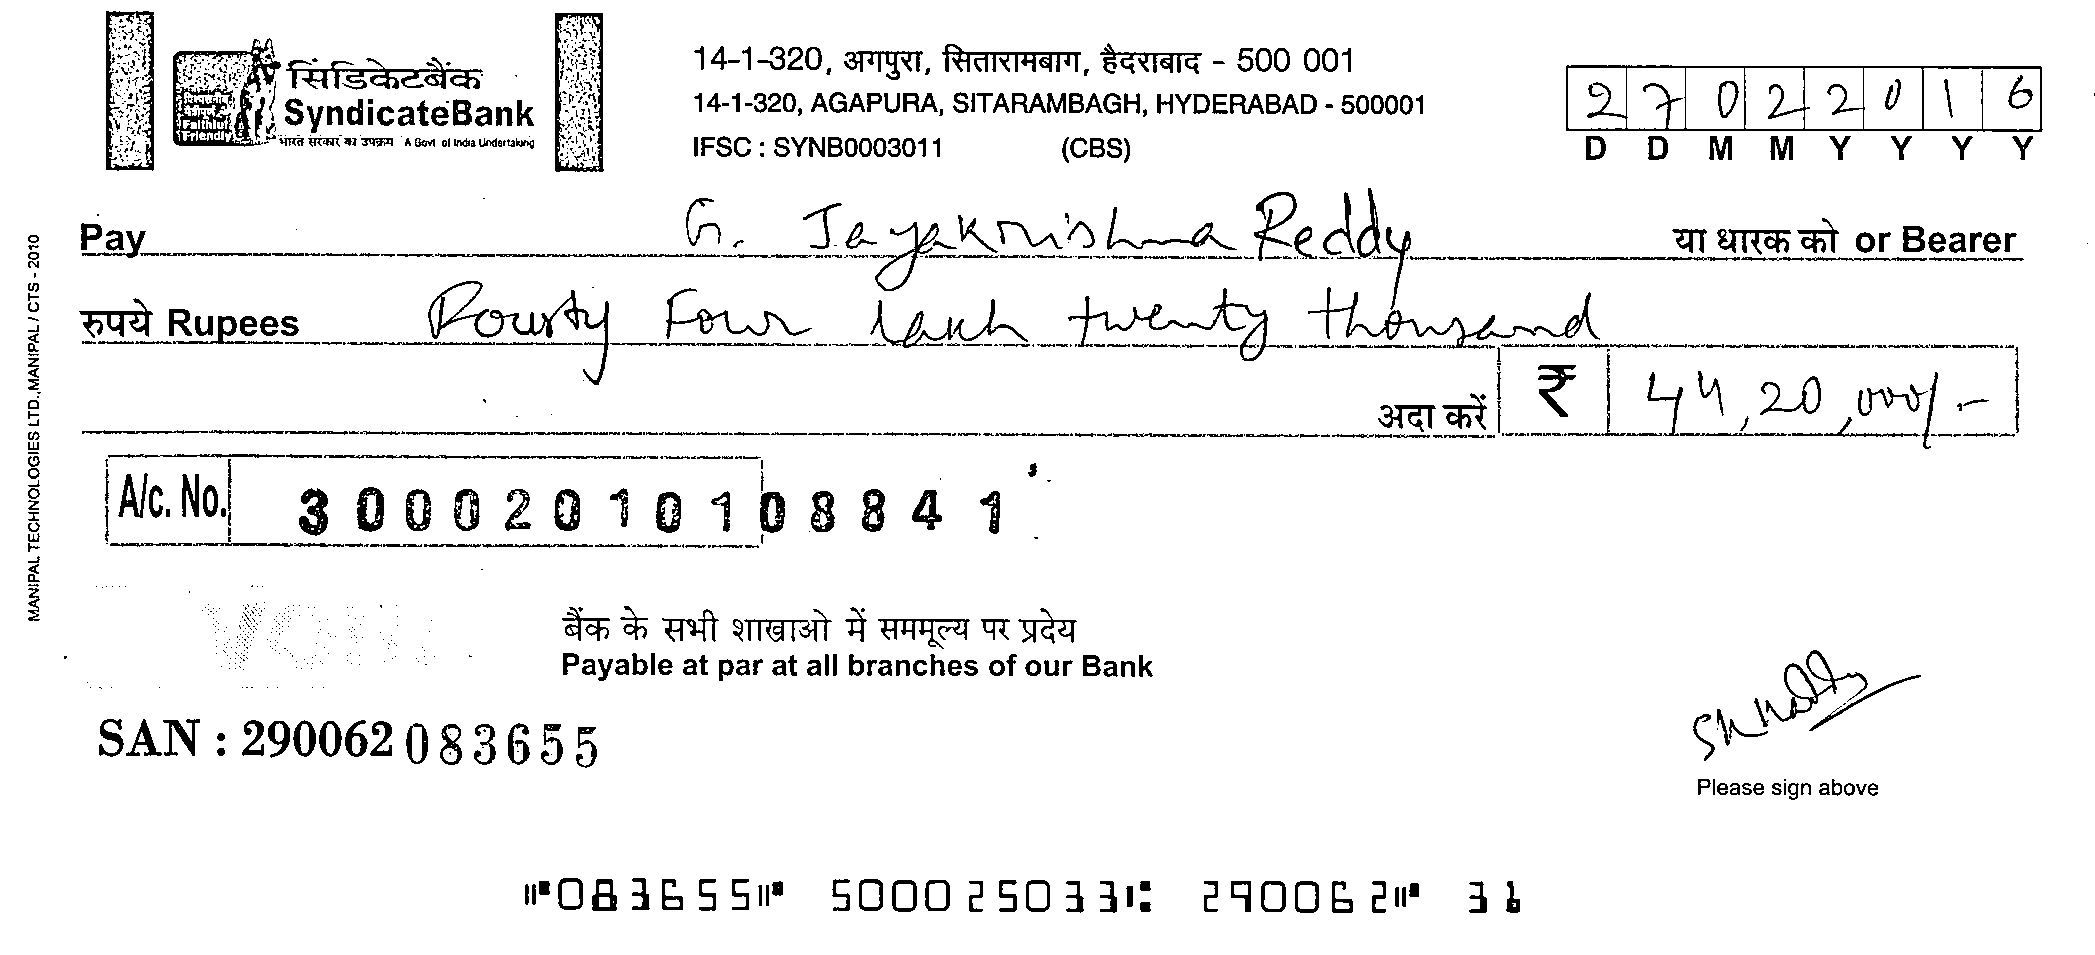 सिंडिकेटबैंक
SyndicateBank
Faithful
Friendly
भारत सरकार का उपक्रम A Govt of India Undertaking
14-1-320, अगपुरा, सितारामबाग, हैदराबाद - 500 001
14-1-320, AGAPURA, SITARAMBAGH, HYDERABAD - 500001
IFSC : SYNB0003011 (CBS)
2 7 0 2 2 0 1 6
D D M M Y Y Y Y
Pay G. Jayakrishna Reddy या धारक को or Bearer
रुपये Rupees Fourty Four lakh twenty thousand
अदा करें ₹ 44,20,000/-
A/c. No. 30002010108841
VOID
बैंक के सभी शाखाओ में सममूल्य पर प्रदेय
Payable at par at all branches of our Bank
SAN : 290062083655
Please sign above
⑈083655⑈ 500025033⑆ 290062⑈ 31
MANIPAL TECHNOLOGIES LTD.,MANIPAL / CTS - 2010